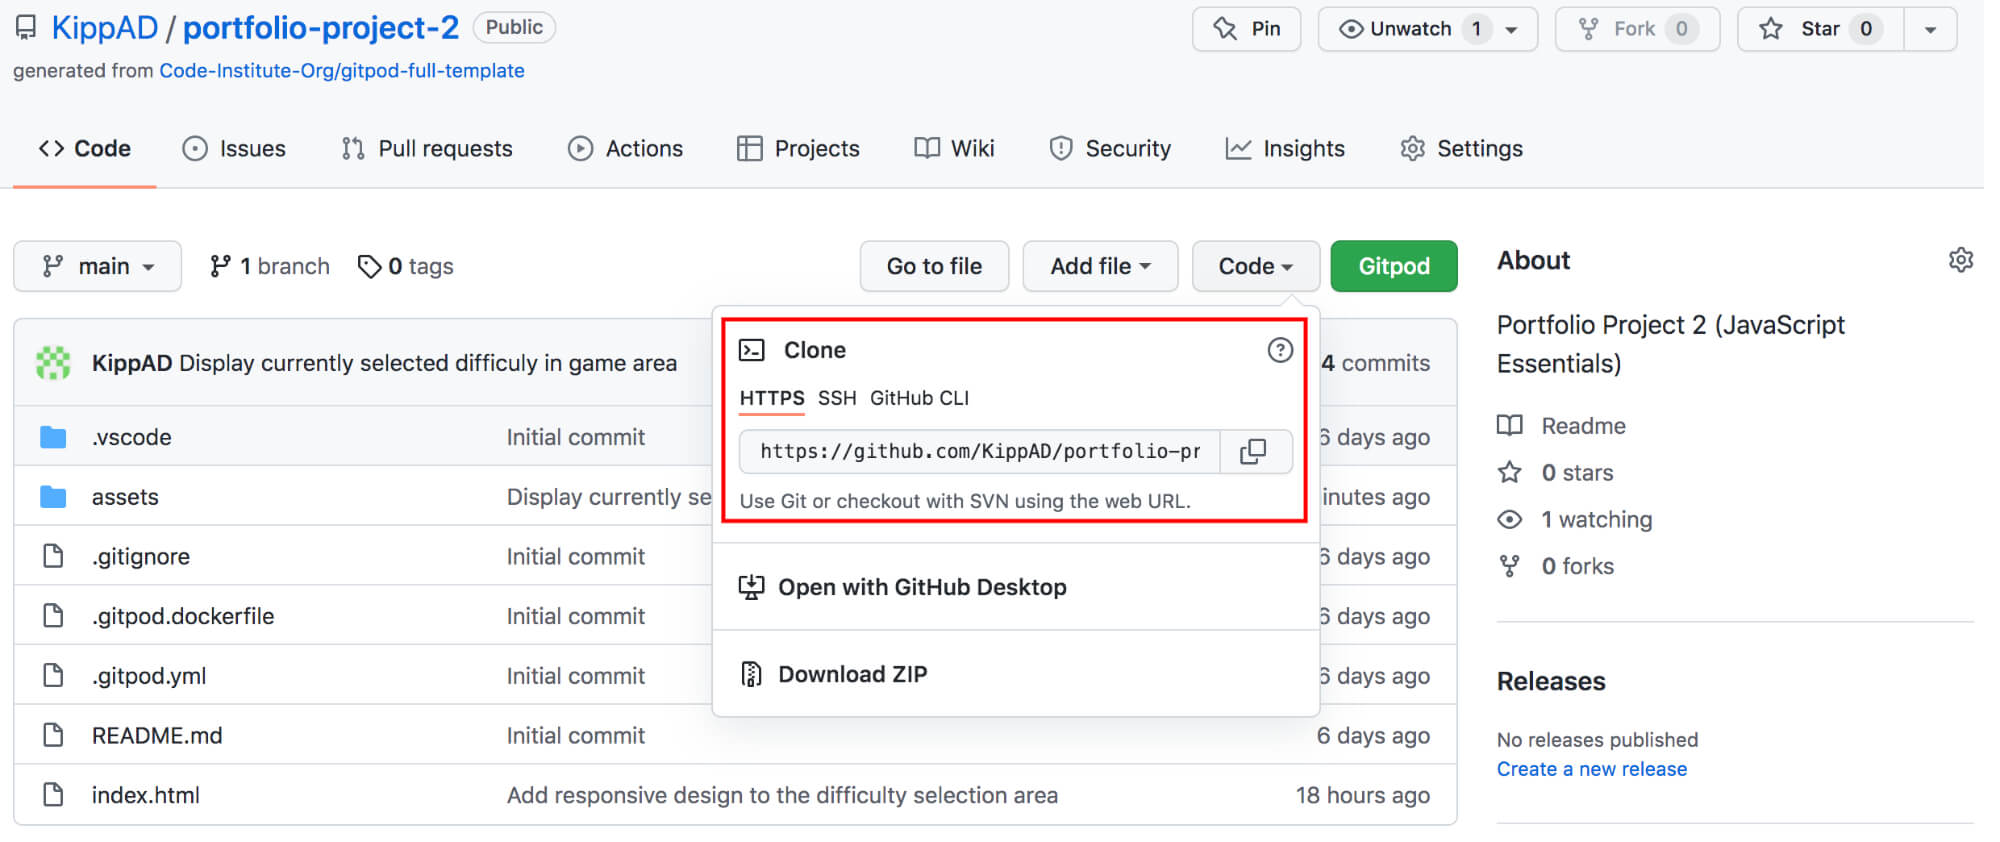 KippAD / portfolio-project-2 Public
Pin Unwatch 1 Fork 0 Star 0
generated from Code-Institute-Org/gitpod-full-template
Code Issues Pull requests Actions Projects Wiki Security Insights Settings
main 1 branch 0 tags Go to file Add file Code Gitpod
KippAD Display currently selected difficuly in game area 4 commits
.vscode Initial commit 6 days ago
assets Display currently se inutes ago
.gitignore Initial commit 6 days ago
.gitpod.dockerfile Initial commit 6 days ago
.gitpod.yml Initial commit 6 days ago
README.md Initial commit 6 days ago
index.html Add responsive design to the difficulty selection area 18 hours ago
Clone
HTTPS SSH GitHub CLI
https://github.com/KippAD/portfolio-pr
Use Git or checkout with SVN using the web URL.
Open with GitHub Desktop
Download ZIP
About
Portfolio Project 2 (JavaScript
Essentials)
Readme
0 stars
1 watching
0 forks
Releases
No releases published
Create a new release